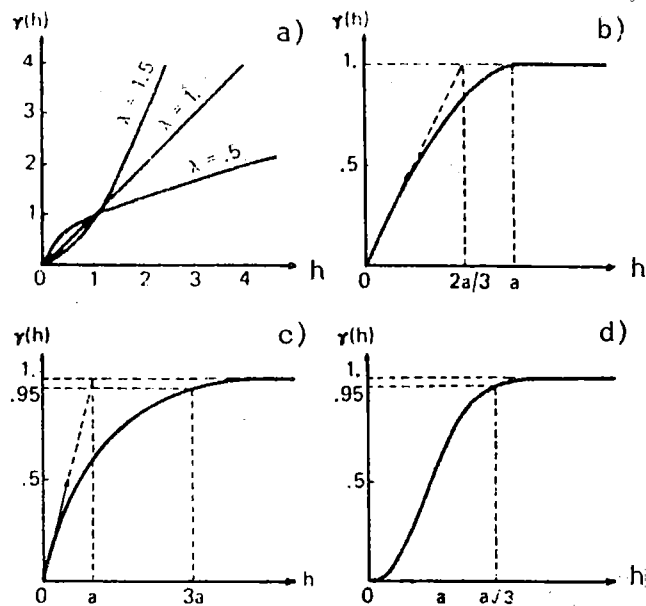 γ(h)
a)
4
3
2
1
λ = 1.5
λ = 1.
λ = .5
0 1 2 3 4 h
γ(h)
b)
1.
.5
0 2a/3 a h
γ(h)
c)
1.
.95
.5
0 a 3a h
γ(h)
d)
1.
.95
.5
0 a a√3 h